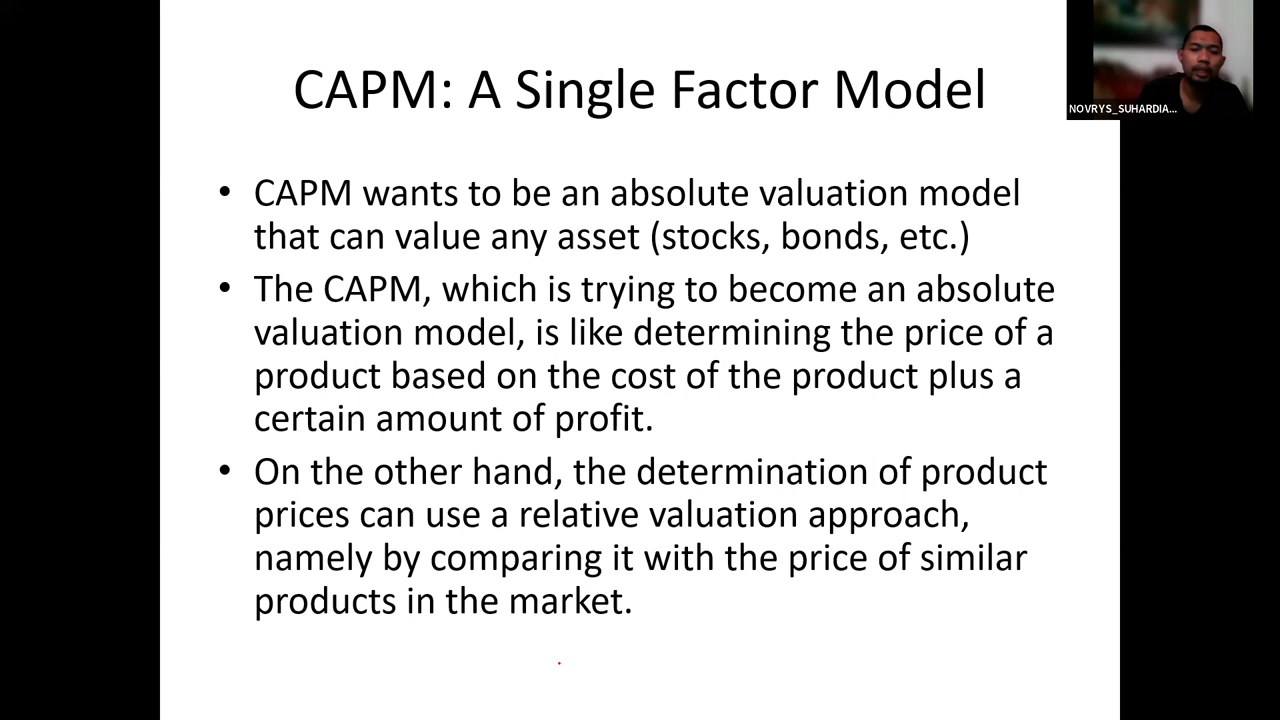 CAPM: A Single Factor Model
NOVRYS_SUHARDIA...
• CAPM wants to be an absolute valuation model
that can value any asset (stocks, bonds, etc.)
• The CAPM, which is trying to become an absolute
valuation model, is like determining the price of a
product based on the cost of the product plus a
certain amount of profit.
• On the other hand, the determination of product
prices can use a relative valuation approach,
namely by comparing it with the price of similar
products in the market.